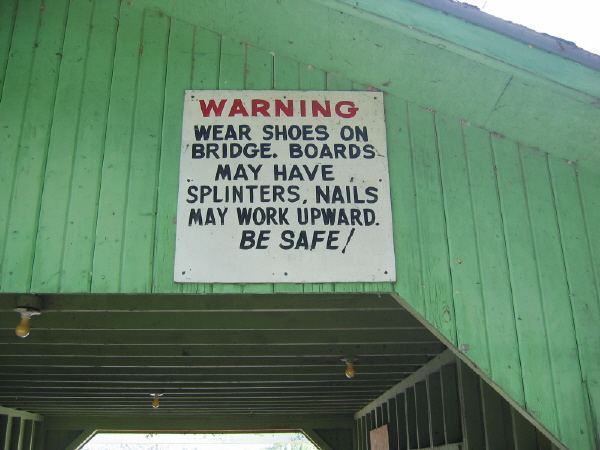 WARNING
WEAR SHOES ON
BRIDGE. BOARDS
MAY HAVE
SPLINTERS, NAILS
MAY WORK UPWARD.
BE SAFE!